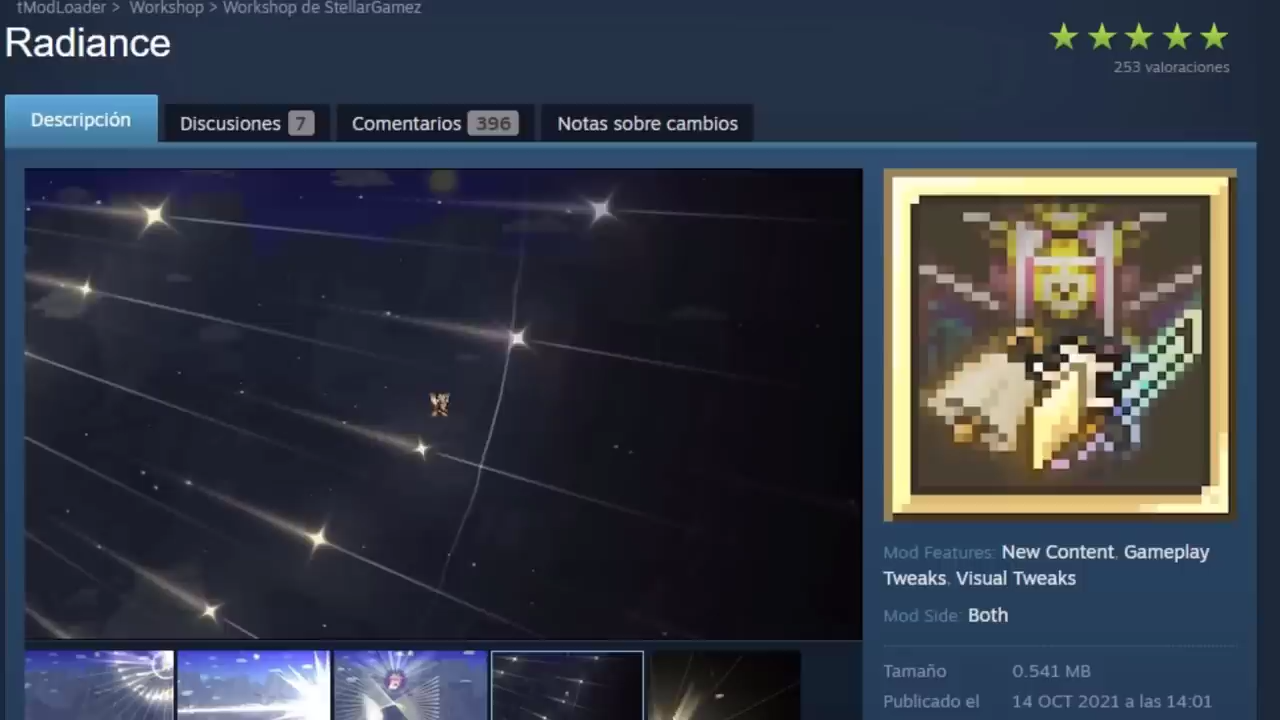 tModLoader > Workshop > Workshop de StellarGamez
Radiance
253 valoraciones
Descripción
Discusiones 7
Comentarios 396
Notas sobre cambios
Mod Features: New Content, Gameplay
Tweaks, Visual Tweaks
Mod Side: Both
Tamaño 0.541 MB
Publicado el 14 OCT 2021 a las 14:01